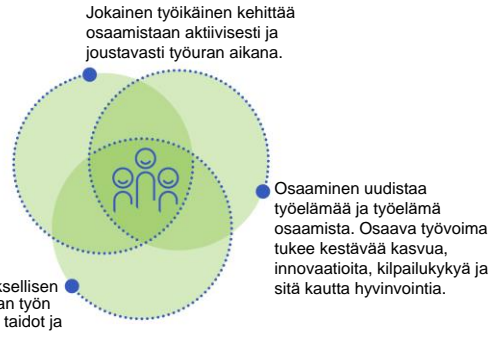 Jokainen työikäinen kehittää
osaamistaan aktiivisesti ja
joustavasti työuran aikana.
Osaaminen uudistaa
työelämää ja työelämä
osaamista. Osaava työvoima
tukee kestävää kasvua,
innovaatioita, kilpailukykyä ja
sitä kautta hyvinvointia.
työn
taidot ja